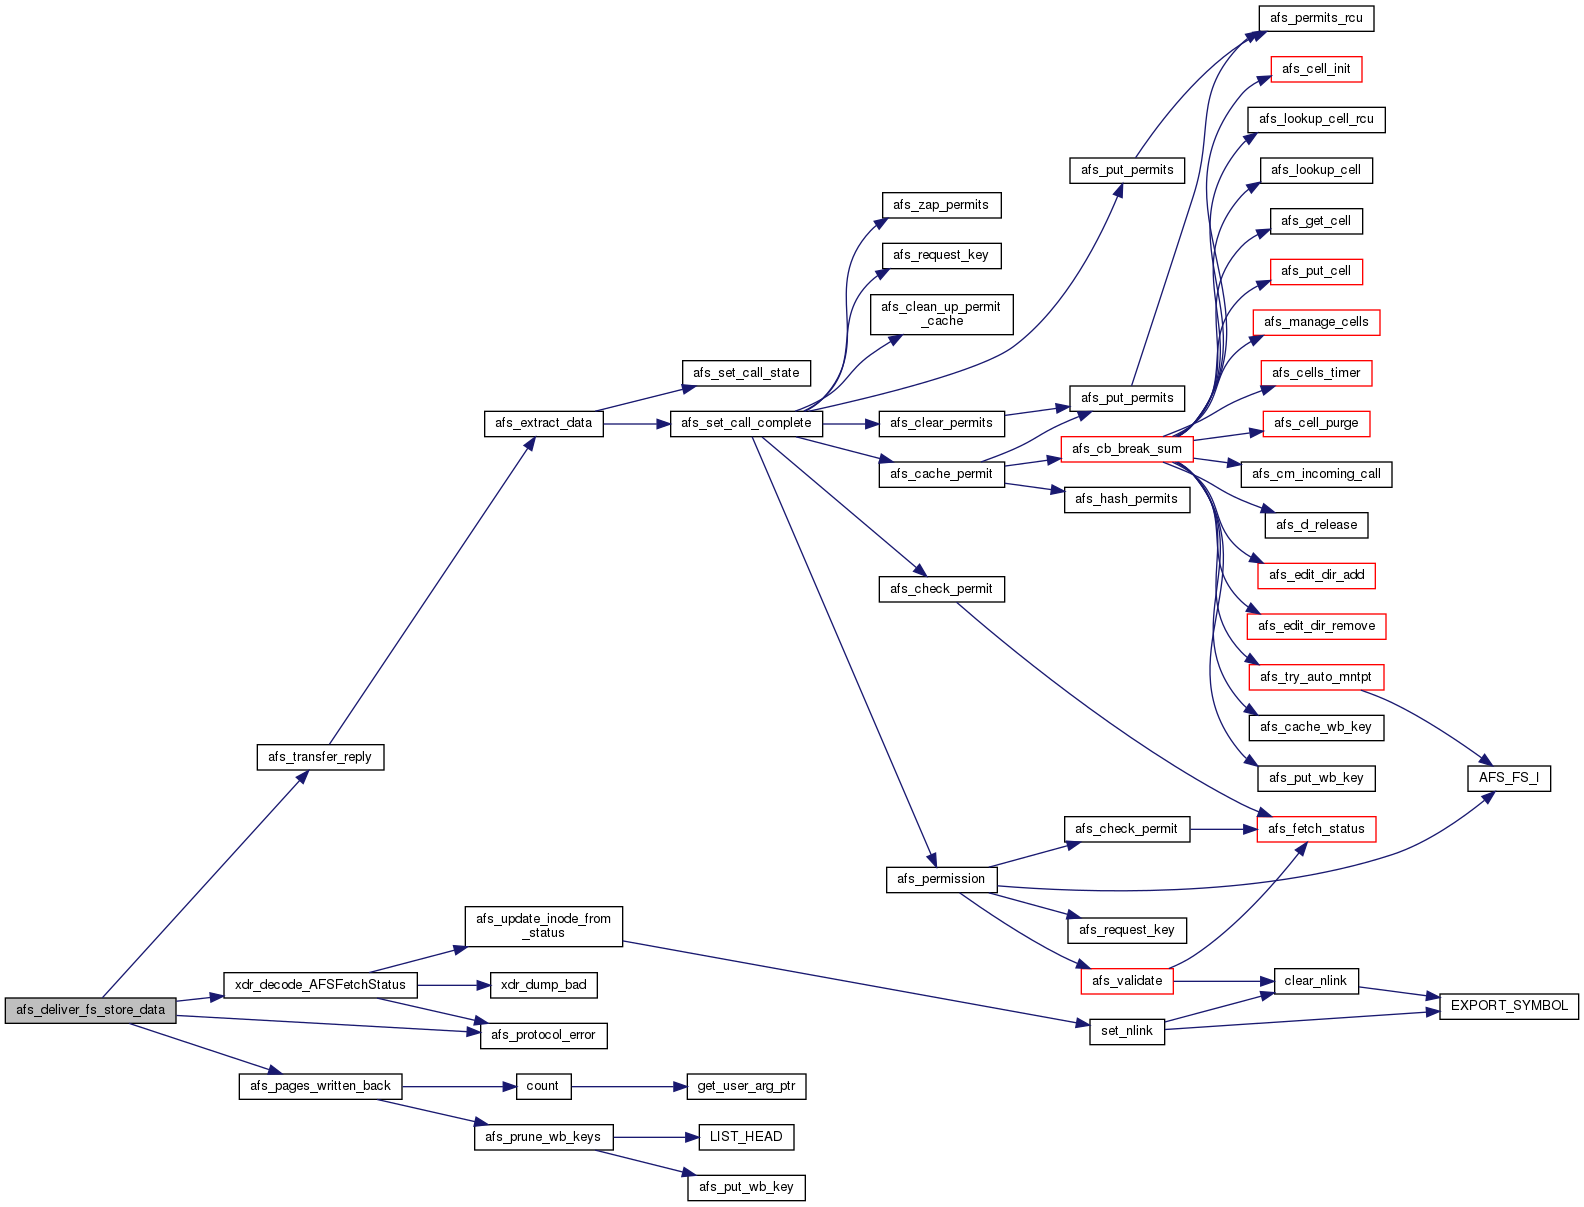 afs_permits_rcu
afs_cell_init
afs_lookup_cell_rcu
afs_put_permits
afs_lookup_cell
afs_zap_permits
afs_get_cell
afs_request_key
afs_put_cell
afs_clean_up_permit
_cache
afs_manage_cells
afs_set_call_state
afs_cells_timer
afs_put_permits
afs_extract_data
afs_set_call_complete
afs_clear_permits
afs_cell_purge
afs_cb_break_sum
afs_cache_permit
afs_cm_incoming_call
afs_hash_permits
afs_d_release
afs_check_permit
afs_edit_dir_add
afs_edit_dir_remove
afs_try_auto_mntpt
afs_cache_wb_key
afs_transfer_reply
afs_put_wb_key
AFS_FS_I
afs_check_permit
afs_fetch_status
afs_permission
afs_update_inode_from
_status
afs_request_key
xdr_decode_AFSFetchStatus
xdr_dump_bad
afs_validate
clear_nlink
afs_deliver_fs_store_data
EXPORT_SYMBOL
afs_protocol_error
set_nlink
afs_pages_written_back
count
get_user_arg_ptr
afs_prune_wb_keys
LIST_HEAD
afs_put_wb_key